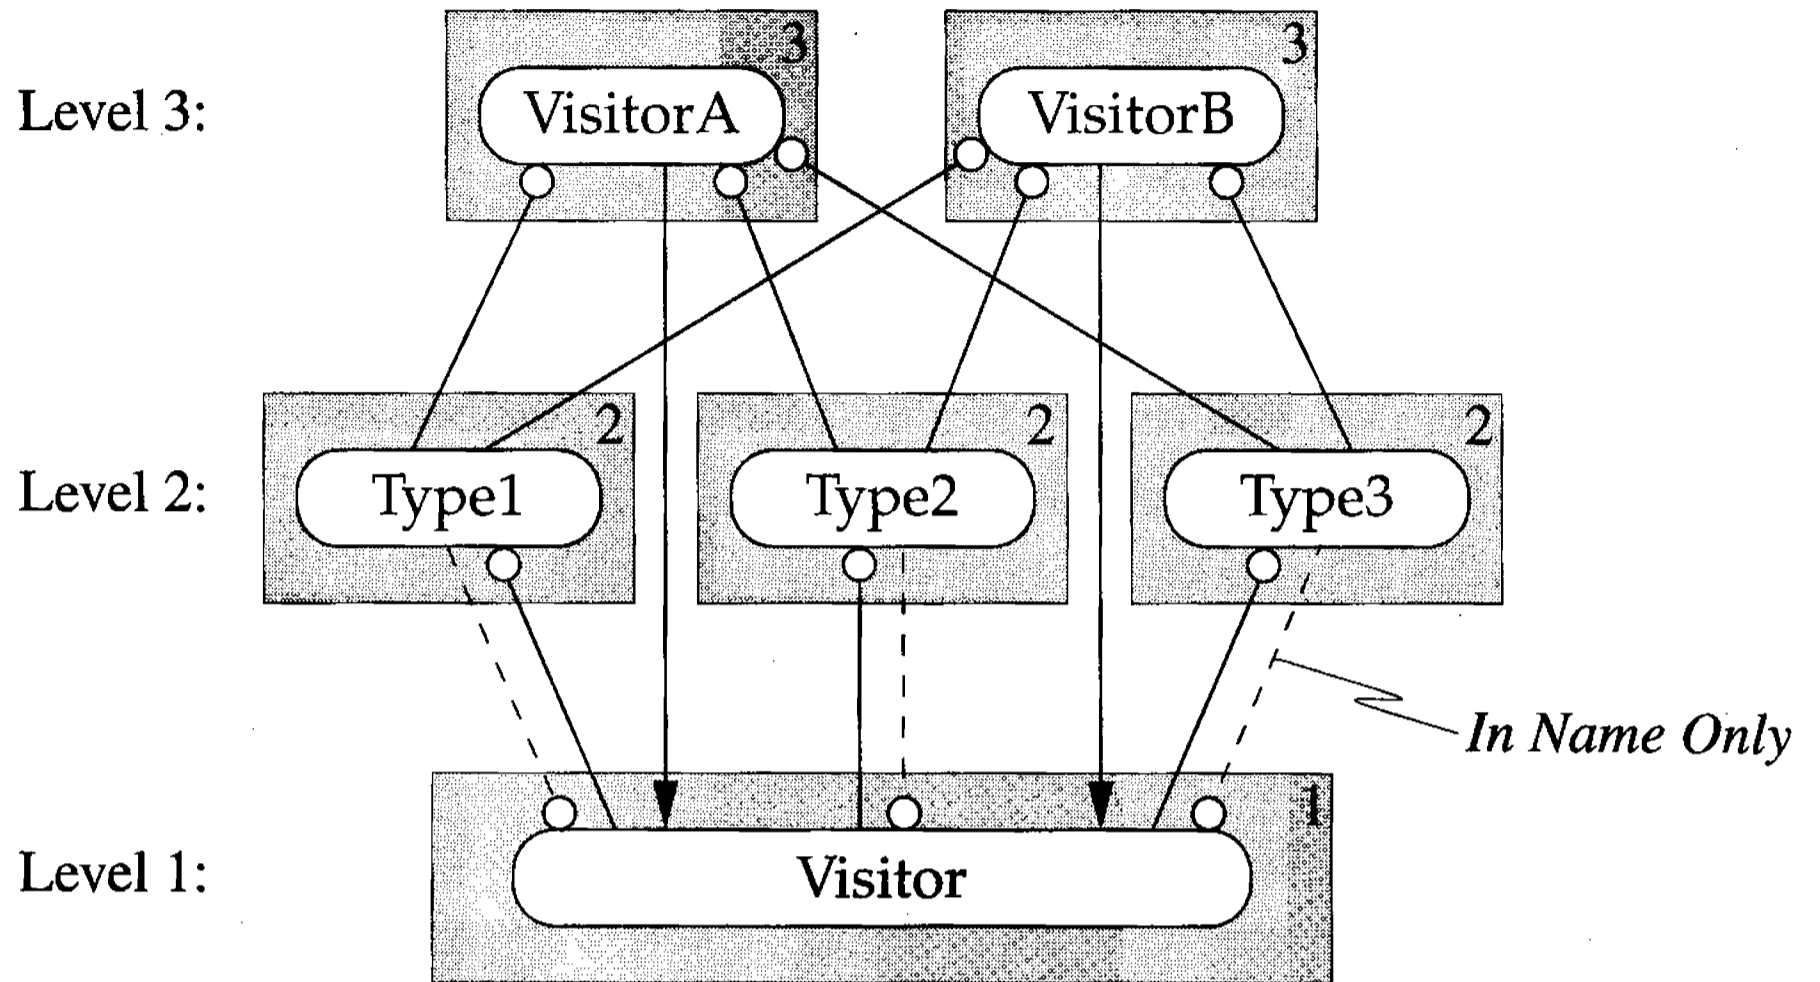 3
3
Level 3:
VisitorA
VisitorB
2
2
2
Level 2:
Type1
Type2
Type3
In Name Only
1
Level 1:
Visitor